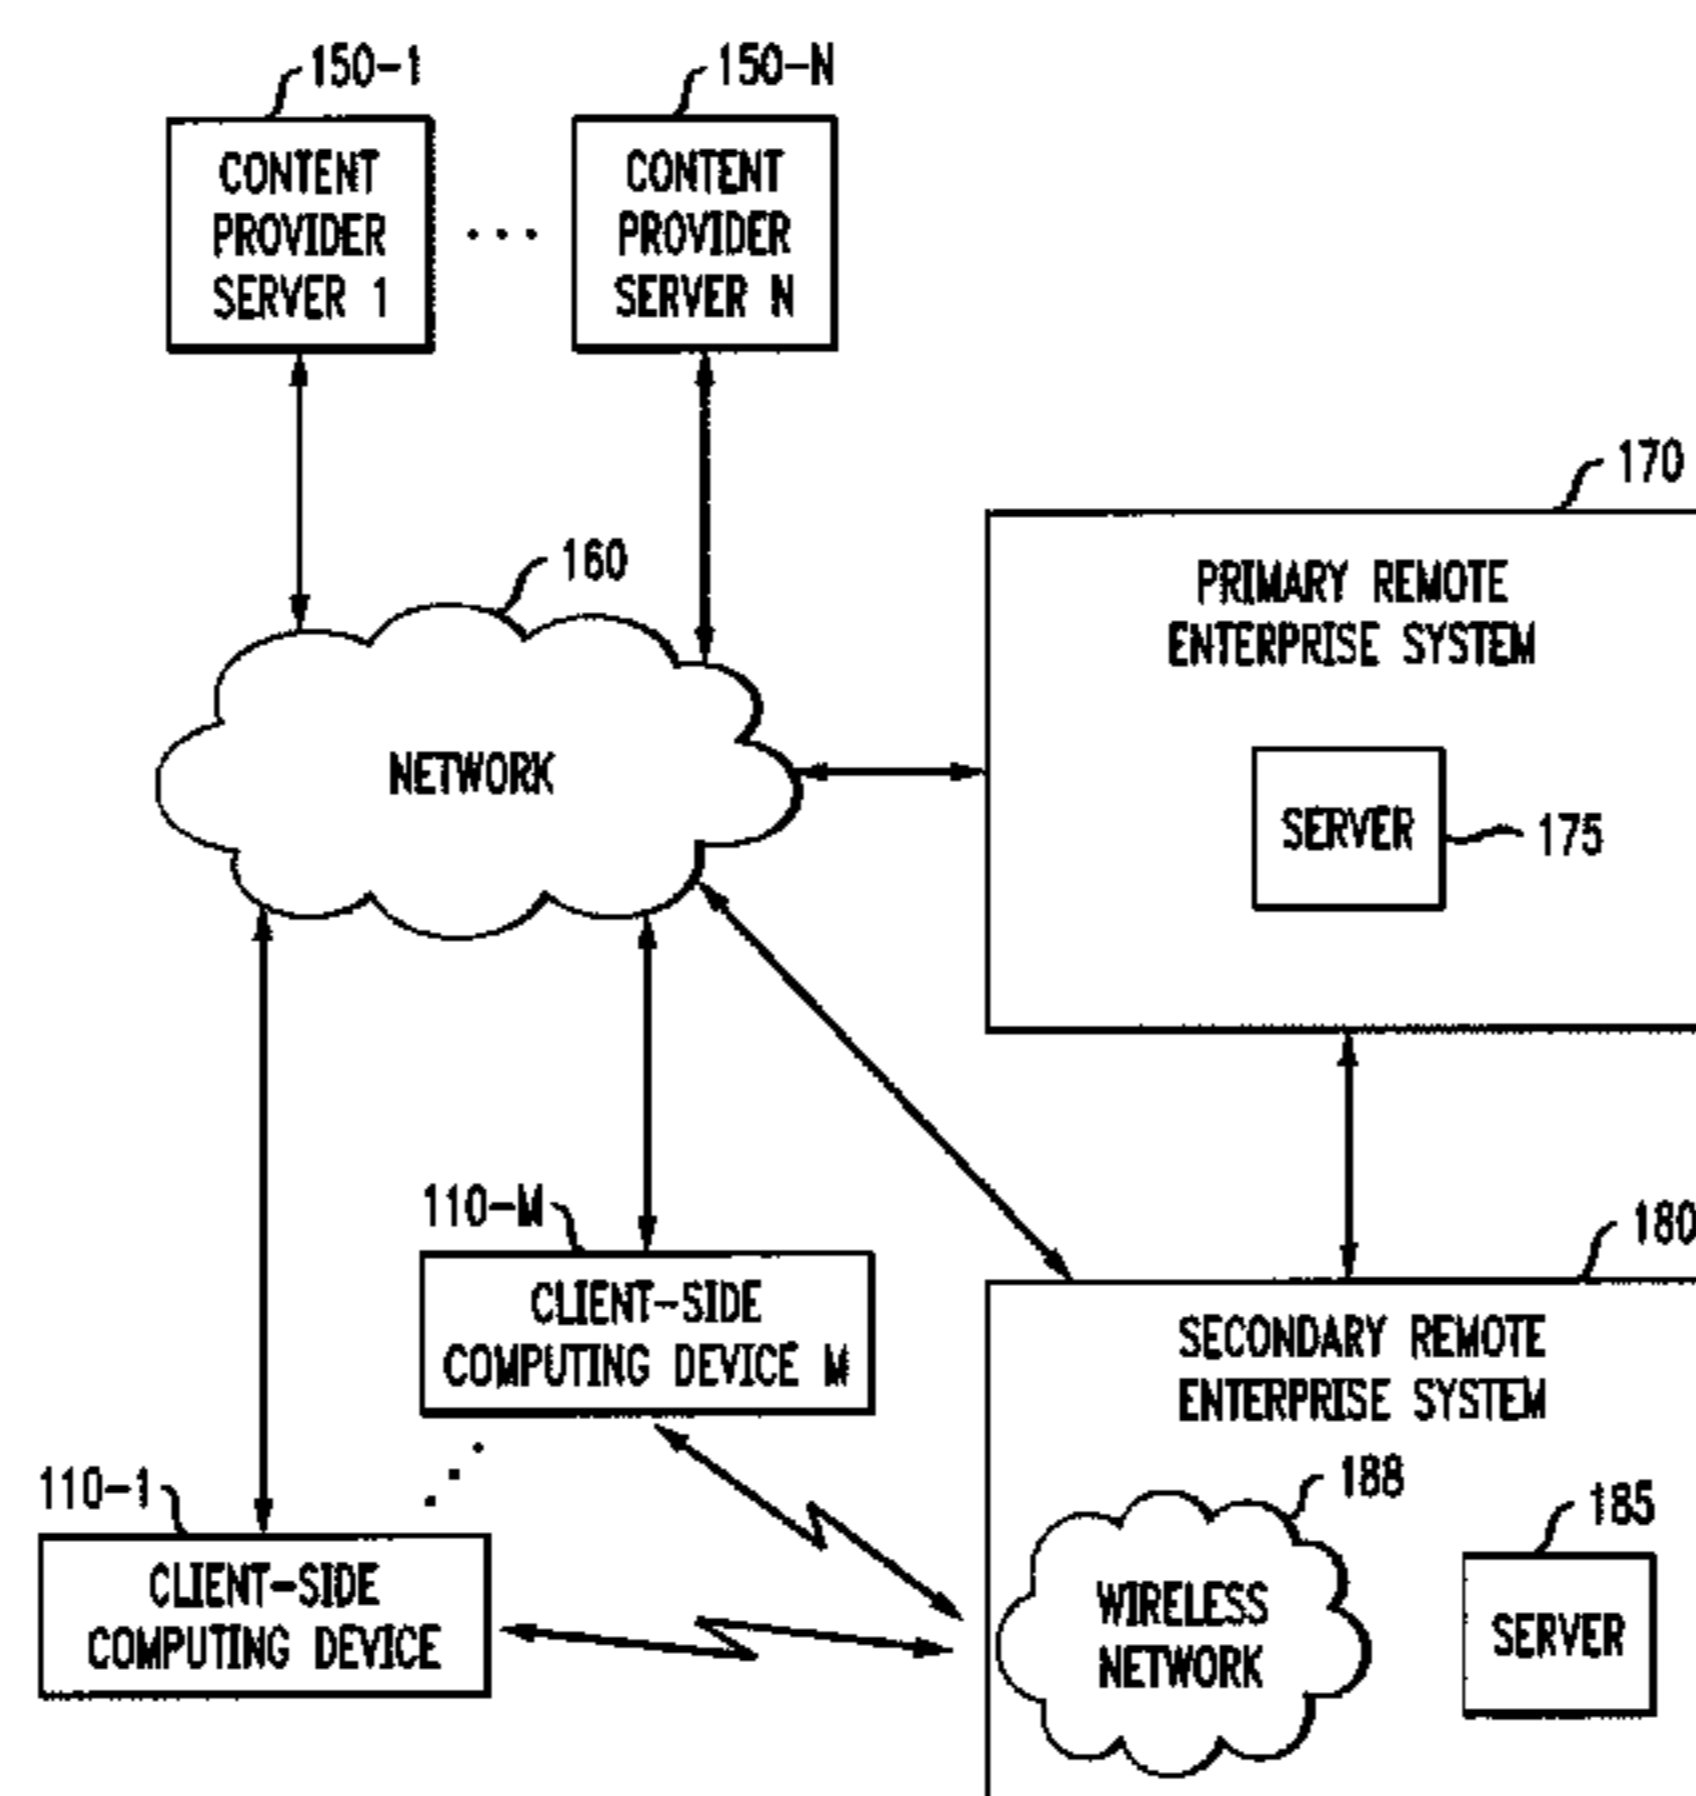 150-1
150-N
CONTENT
PROVIDER
SERVER 1
. . .
CONTENT
PROVIDER
SERVER N
160
170
PRIMARY REMOTE
ENTERPRISE SYSTEM
NETWORK
SERVER
175
110-M
180
CLIENT-SIDE
COMPUTING DEVICE M
SECONDARY REMOTE
ENTERPRISE SYSTEM
110-1
188
185
CLIENT-SIDE
COMPUTING DEVICE
WIRELESS
NETWORK
SERVER